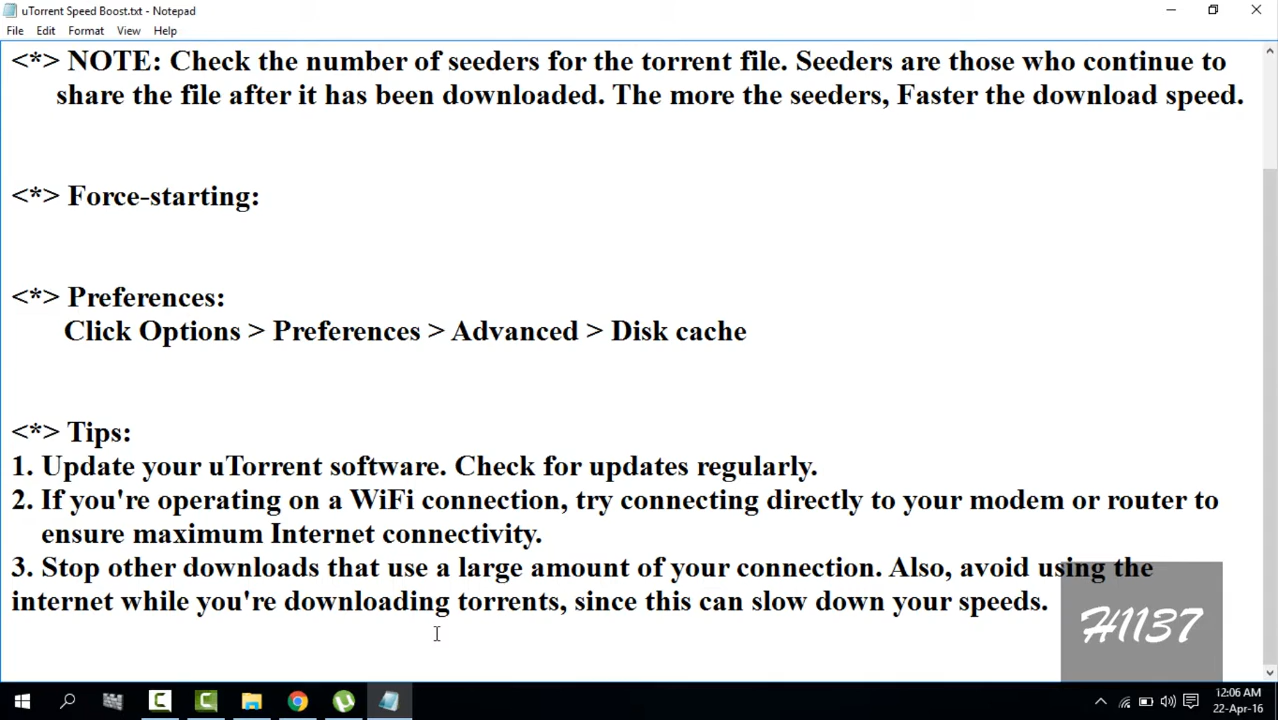 uTorrent Speed Boost.txt - Notepad
File Edit Format View Help
<*> NOTE: Check the number of seeders for the torrent file. Seeders are those who continue to
share the file after it has been downloaded. The more the seeders, Faster the download speed.
<*> Force-starting:
<*> Preferences:
Click Options > Preferences > Advanced > Disk cache
<*> Tips:
1. Update your uTorrent software. Check for updates regularly.
2. If you're operating on a WiFi connection, try connecting directly to your modem or router to
ensure maximum Internet connectivity.
3. Stop other downloads that use a large amount of your connection. Also, avoid using the
internet while you're downloading torrents, since this can slow down your speeds.
H1137
12:06 AM
22-Apr-16